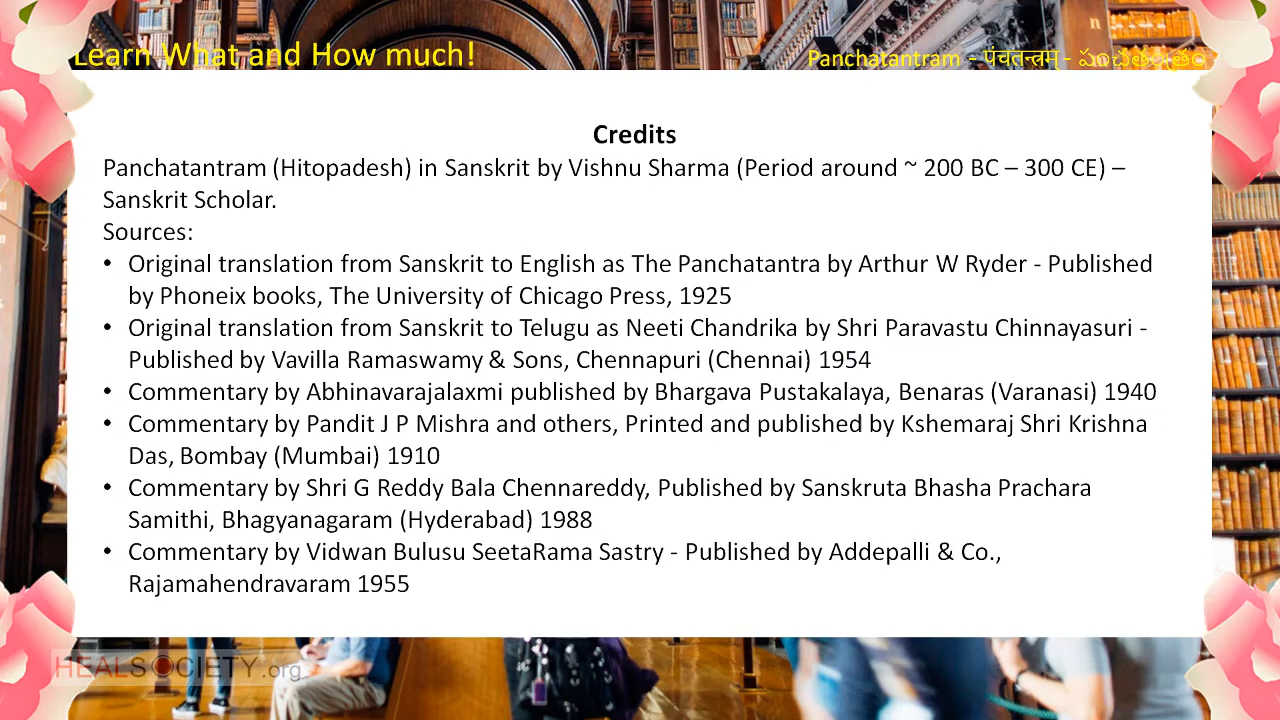 Learn What and How much!
Panchatantram - पंचतन्त्रम् - పంచతంత్రం
Credits
Panchatantram (Hitopadesh) in Sanskrit by Vishnu Sharma (Period around ~ 200 BC – 300 CE) –
Sanskrit Scholar.
Sources:
• Original translation from Sanskrit to English as The Panchatantra by Arthur W Ryder - Published
by Phoneix books, The University of Chicago Press, 1925
• Original translation from Sanskrit to Telugu as Neeti Chandrika by Shri Paravastu Chinnayasuri -
Published by Vavilla Ramaswamy & Sons, Chennapuri (Chennai) 1954
• Commentary by Abhinavarajalaxmi published by Bhargava Pustakalaya, Benaras (Varanasi) 1940
• Commentary by Pandit J P Mishra and others, Printed and published by Kshemaraj Shri Krishna
Das, Bombay (Mumbai) 1910
• Commentary by Shri G Reddy Bala Chennareddy, Published by Sanskruta Bhasha Prachara
Samithi, Bhagyanagaram (Hyderabad) 1988
• Commentary by Vidwan Bulusu SeetaRama Sastry - Published by Addepalli & Co.,
Rajamahendravaram 1955
HEALSOCIETY.org